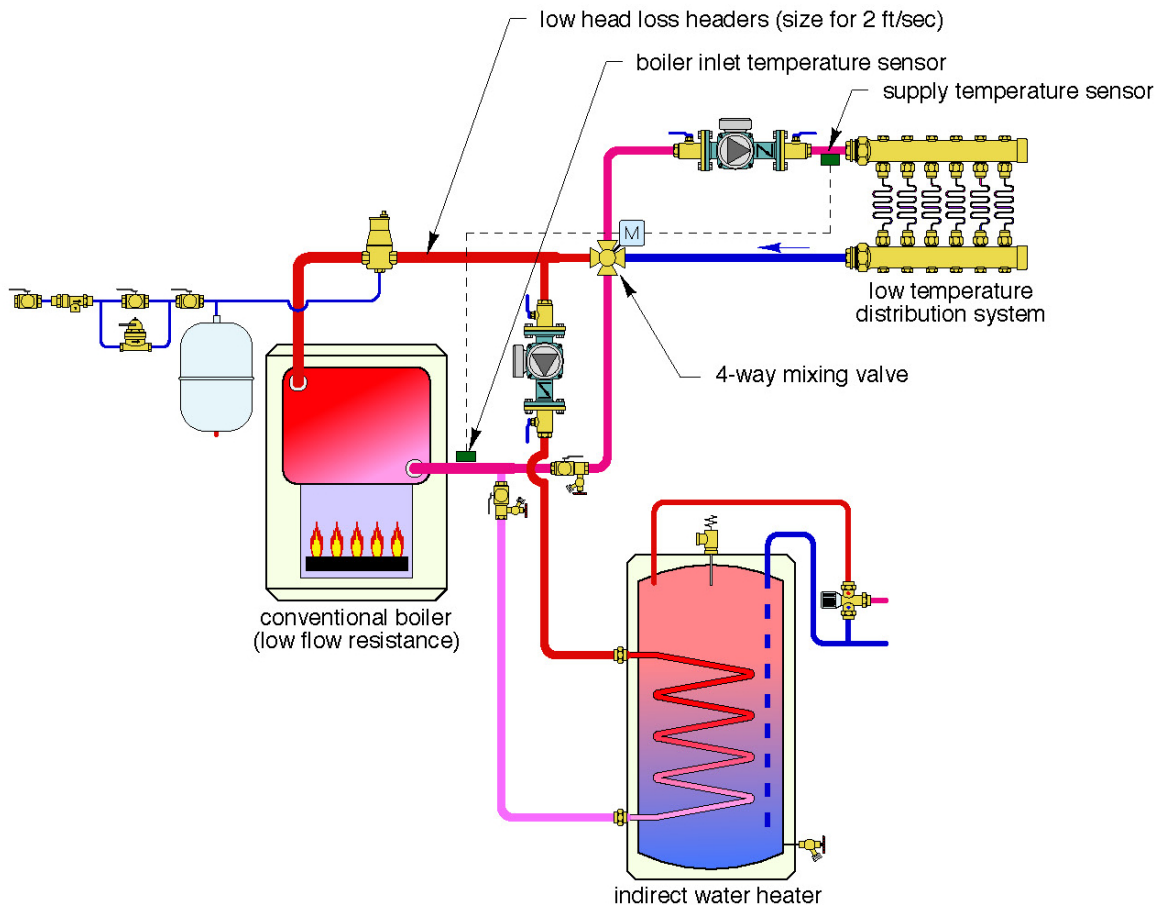 low head loss headers (size for 2 ft/sec)
boiler inlet temperature sensor
supply temperature sensor
M
low temperature
distribution system
4-way mixing valve
conventional boiler
(low flow resistance)
indirect water heater